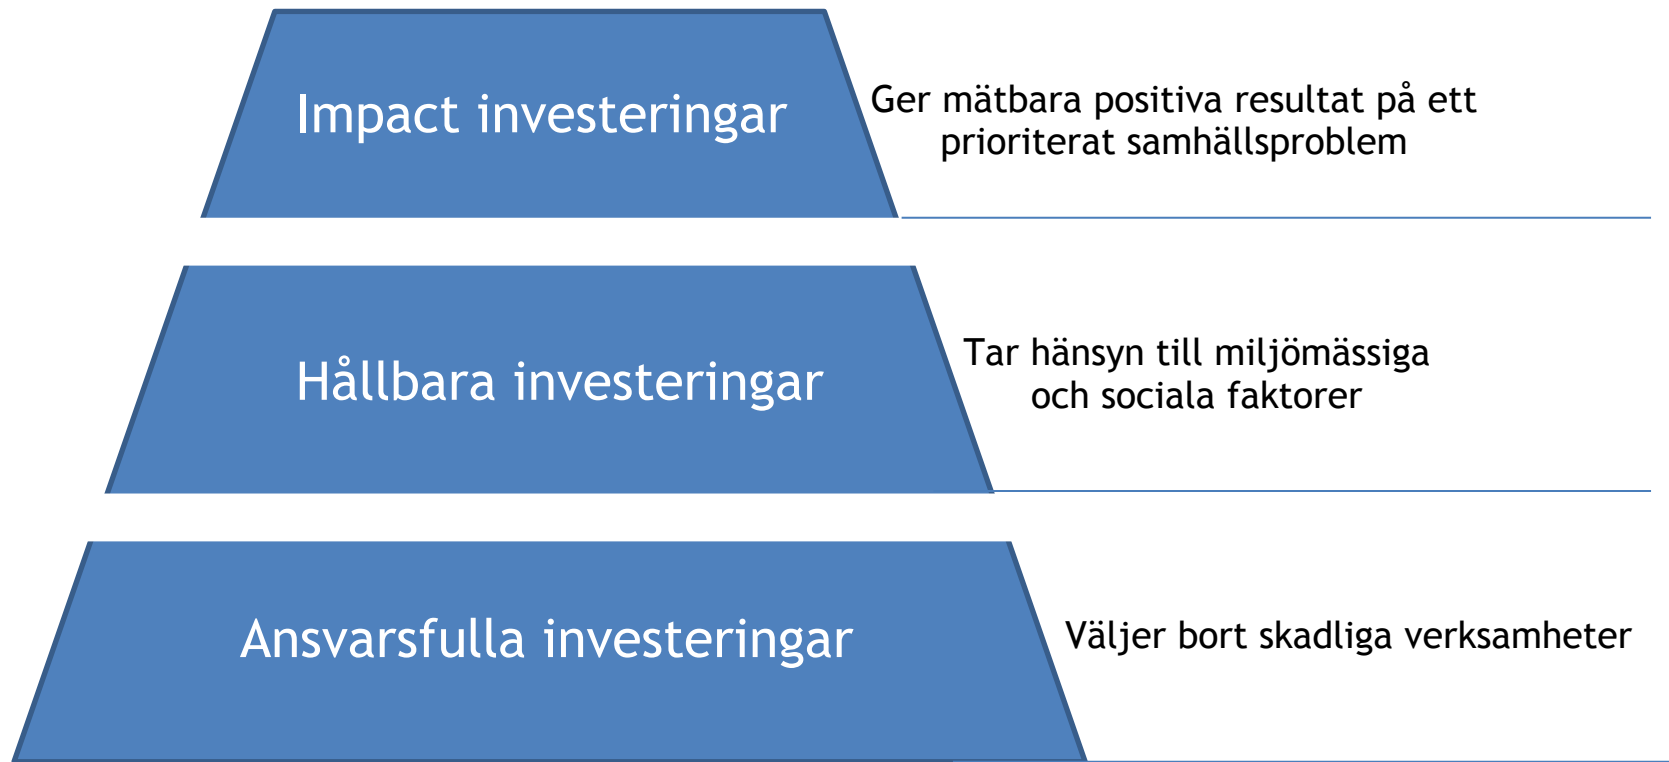 Impact investeringar
Ger mätbara positiva resultat på ett
prioriterat samhällsproblem
Hållbara investeringar
Tar hänsyn till miljömässiga
och sociala faktorer
Ansvarsfulla investeringar
Väljer bort skadliga verksamheter